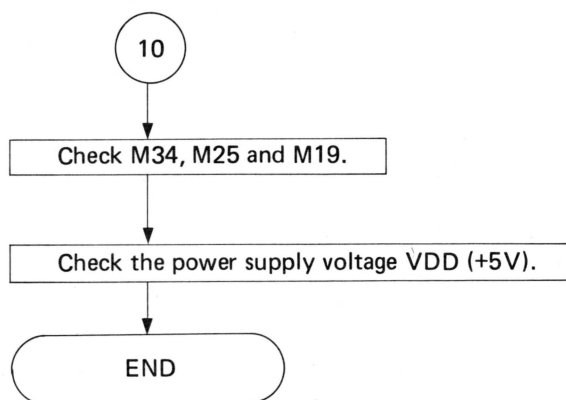 10
Check M34, M25 and M19.
Check the power supply voltage VDD (+5V).
END